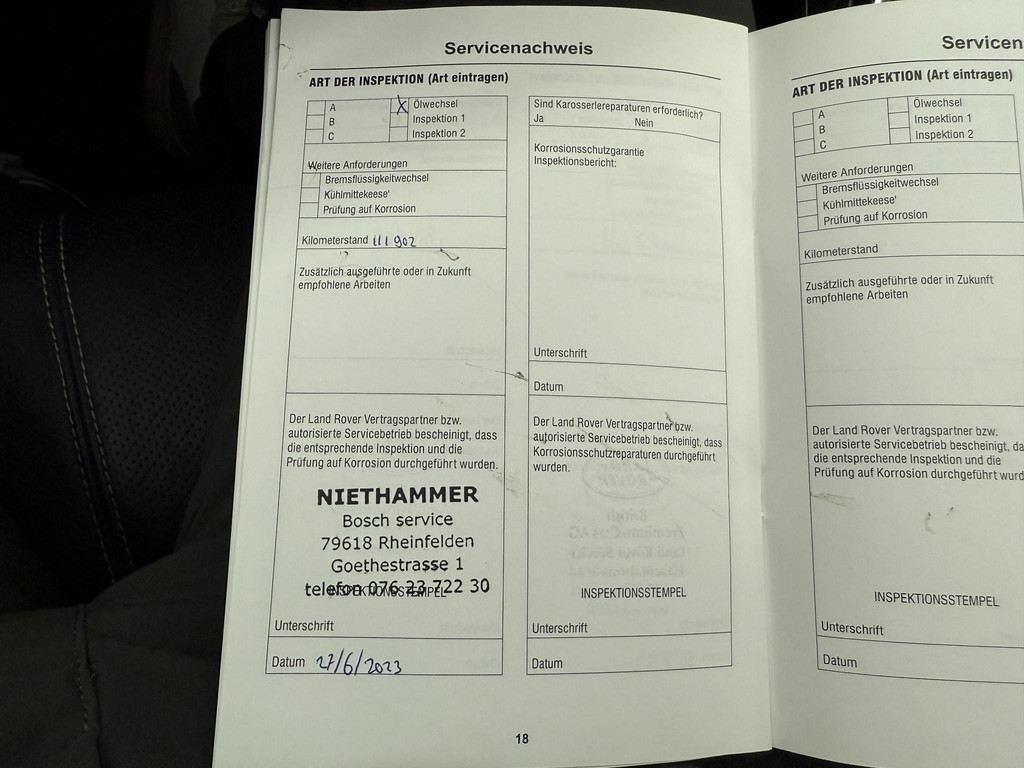 Servicenachweis
ART DER INSPEKTION (Art eintragen)
A
B
C
X Ölwechsel
Inspektion 1
Inspektion 2
Weitere Anforderungen
Bremsflüssigkeitwechsel
Kühlmittekeese'
Prüfung auf Korrosion
Kilometerstand 111 902
Zusätzlich ausgeführte oder in Zukunft
empfohlene Arbeiten
Der Land Rover Vertragspartner bzw.
autorisierte Servicebetrieb bescheinigt, dass
die entsprechende Inspektion und die
Prüfung auf Korrosion durchgeführt wurden.
NIETHAMMER
Bosch service
79618 Rheinfelden
Goethestrasse 1
telefon 076 23 722 30
INSPEKTIONSSTEMPEL
Unterschrift
Datum 27/6/2023
Sind Karosserlereparaturen erforderlich?
Ja Nein
Korrosionsschutzgarantie
Inspektionsbericht:
Unterschrift
Datum
Der Land Rover Vertragspartner bzw.
autorisierte Servicebetrieb bescheinigt, dass
Korrosionsschutzreparaturen durchgeführt
wurden.
INSPEKTIONSSTEMPEL
Unterschrift
Datum
18
Servicen
ART DER INSPEKTION (Art eintragen)
A
B
C
Ölwechsel
Inspektion 1
Inspektion 2
Weitere Anforderungen
Bremsflüssigkeitwechsel
Kühlmittekeese'
Prüfung auf Korrosion
Kilometerstand
Zusätzlich ausgeführte oder in Zukunft
empfohlene Arbeiten
Der Land Rover Vertragspartner bzw.
autorisierte Servicebetrieb bescheinigt, da
die entsprechende Inspektion und die
Prüfung auf Korrosion durchgeführt wurd
INSPEKTIONSSTEMPEL
Unterschrift
Datum